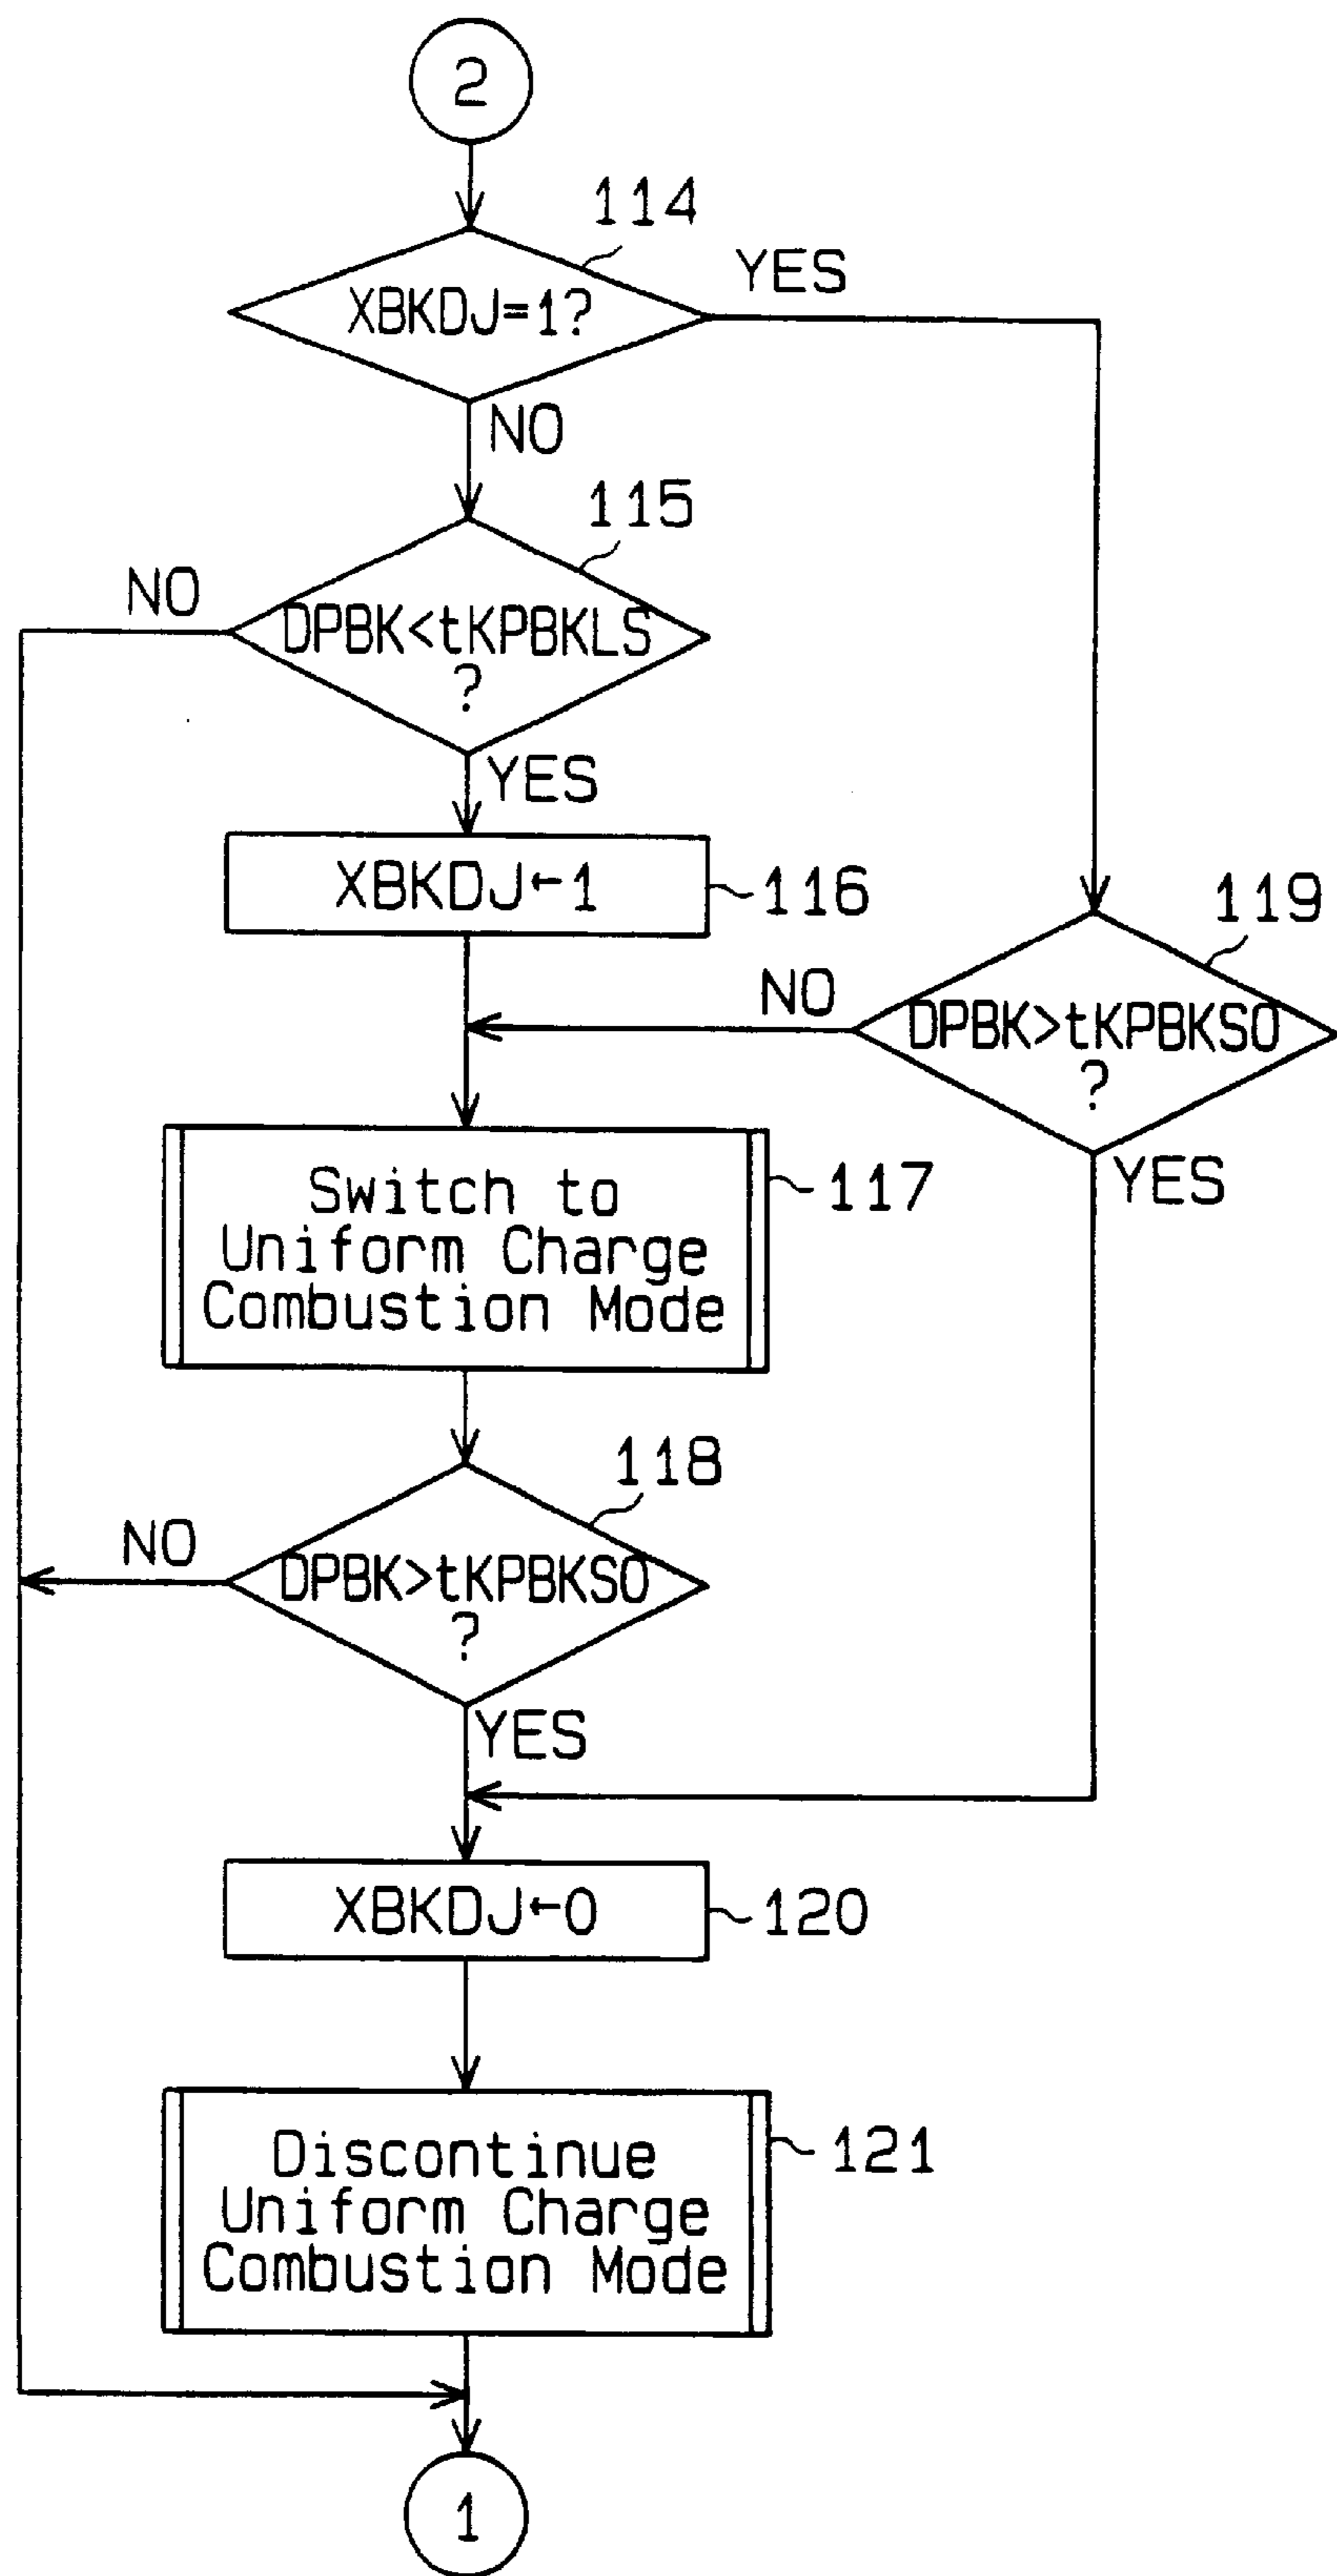 2
114
XBKDJ=1?
YES
NO
115
NO
DPBK<tKPBKLS
?
YES
XBKDJ←1
116
119
NO
DPBK>tKPBKSO
?
YES
Switch to
Uniform Charge
Combustion Mode
117
118
NO
DPBK>tKPBKSO
?
YES
XBKDJ←0
120
Discontinue
Uniform Charge
Combustion Mode
121
1